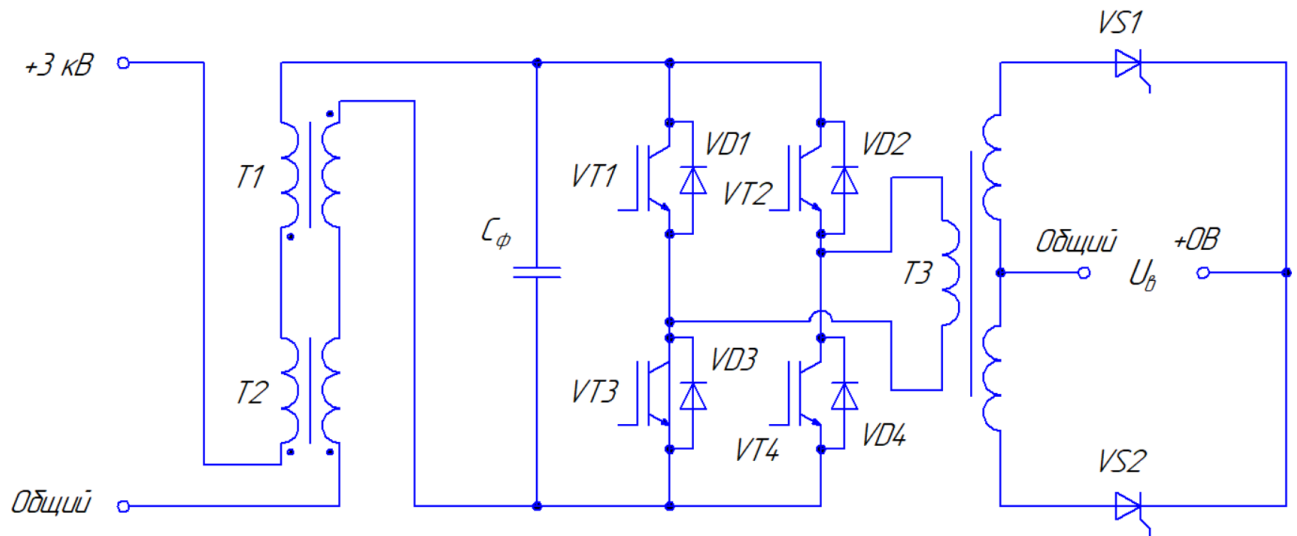 VS1
+3 кВ
VD1
VD2
T1
VT1
VT2
Cф
Общий
Uв
+0В
T3
T2
VT3
VD3
VT4
VD4
VS2
Общий